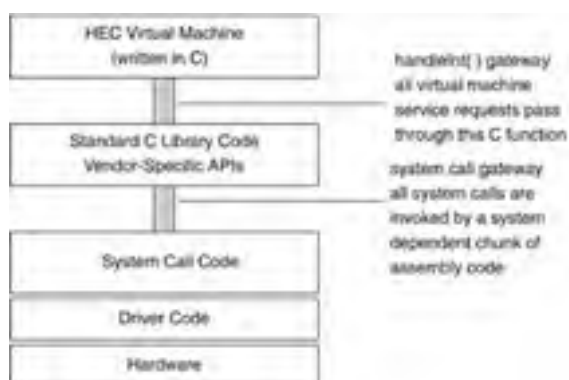 HEC Virtual Machine
(written in C)
handleInt( ) gateway
all virtual machine
service requests pass
through this C function
Standard C Library Code
Vendor-Specific APIs
system call gateway
all system calls are
invoked by a system
dependent chunk of
assembly code
System Call Code
Driver Code
Hardware